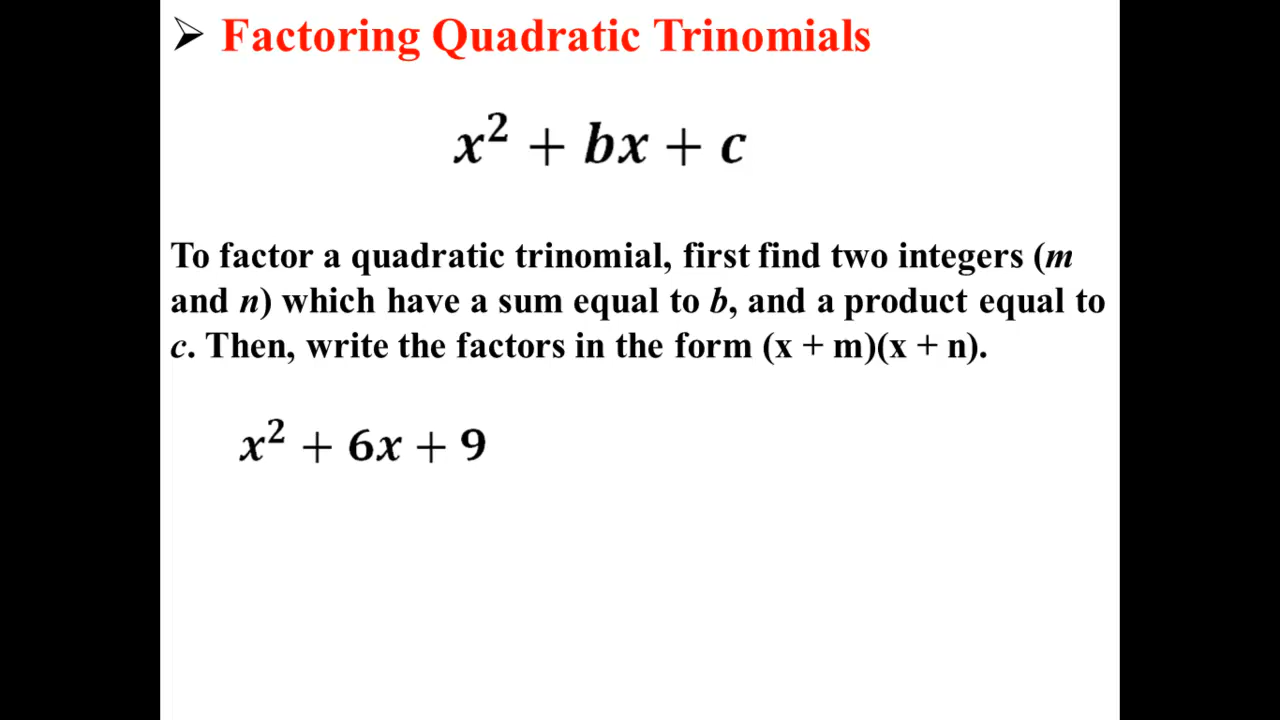 ➢ Factoring Quadratic Trinomials
x² + bx + c
To factor a quadratic trinomial, first find two integers (m
and n) which have a sum equal to b, and a product equal to
c. Then, write the factors in the form (x + m)(x + n).
x² + 6x + 9